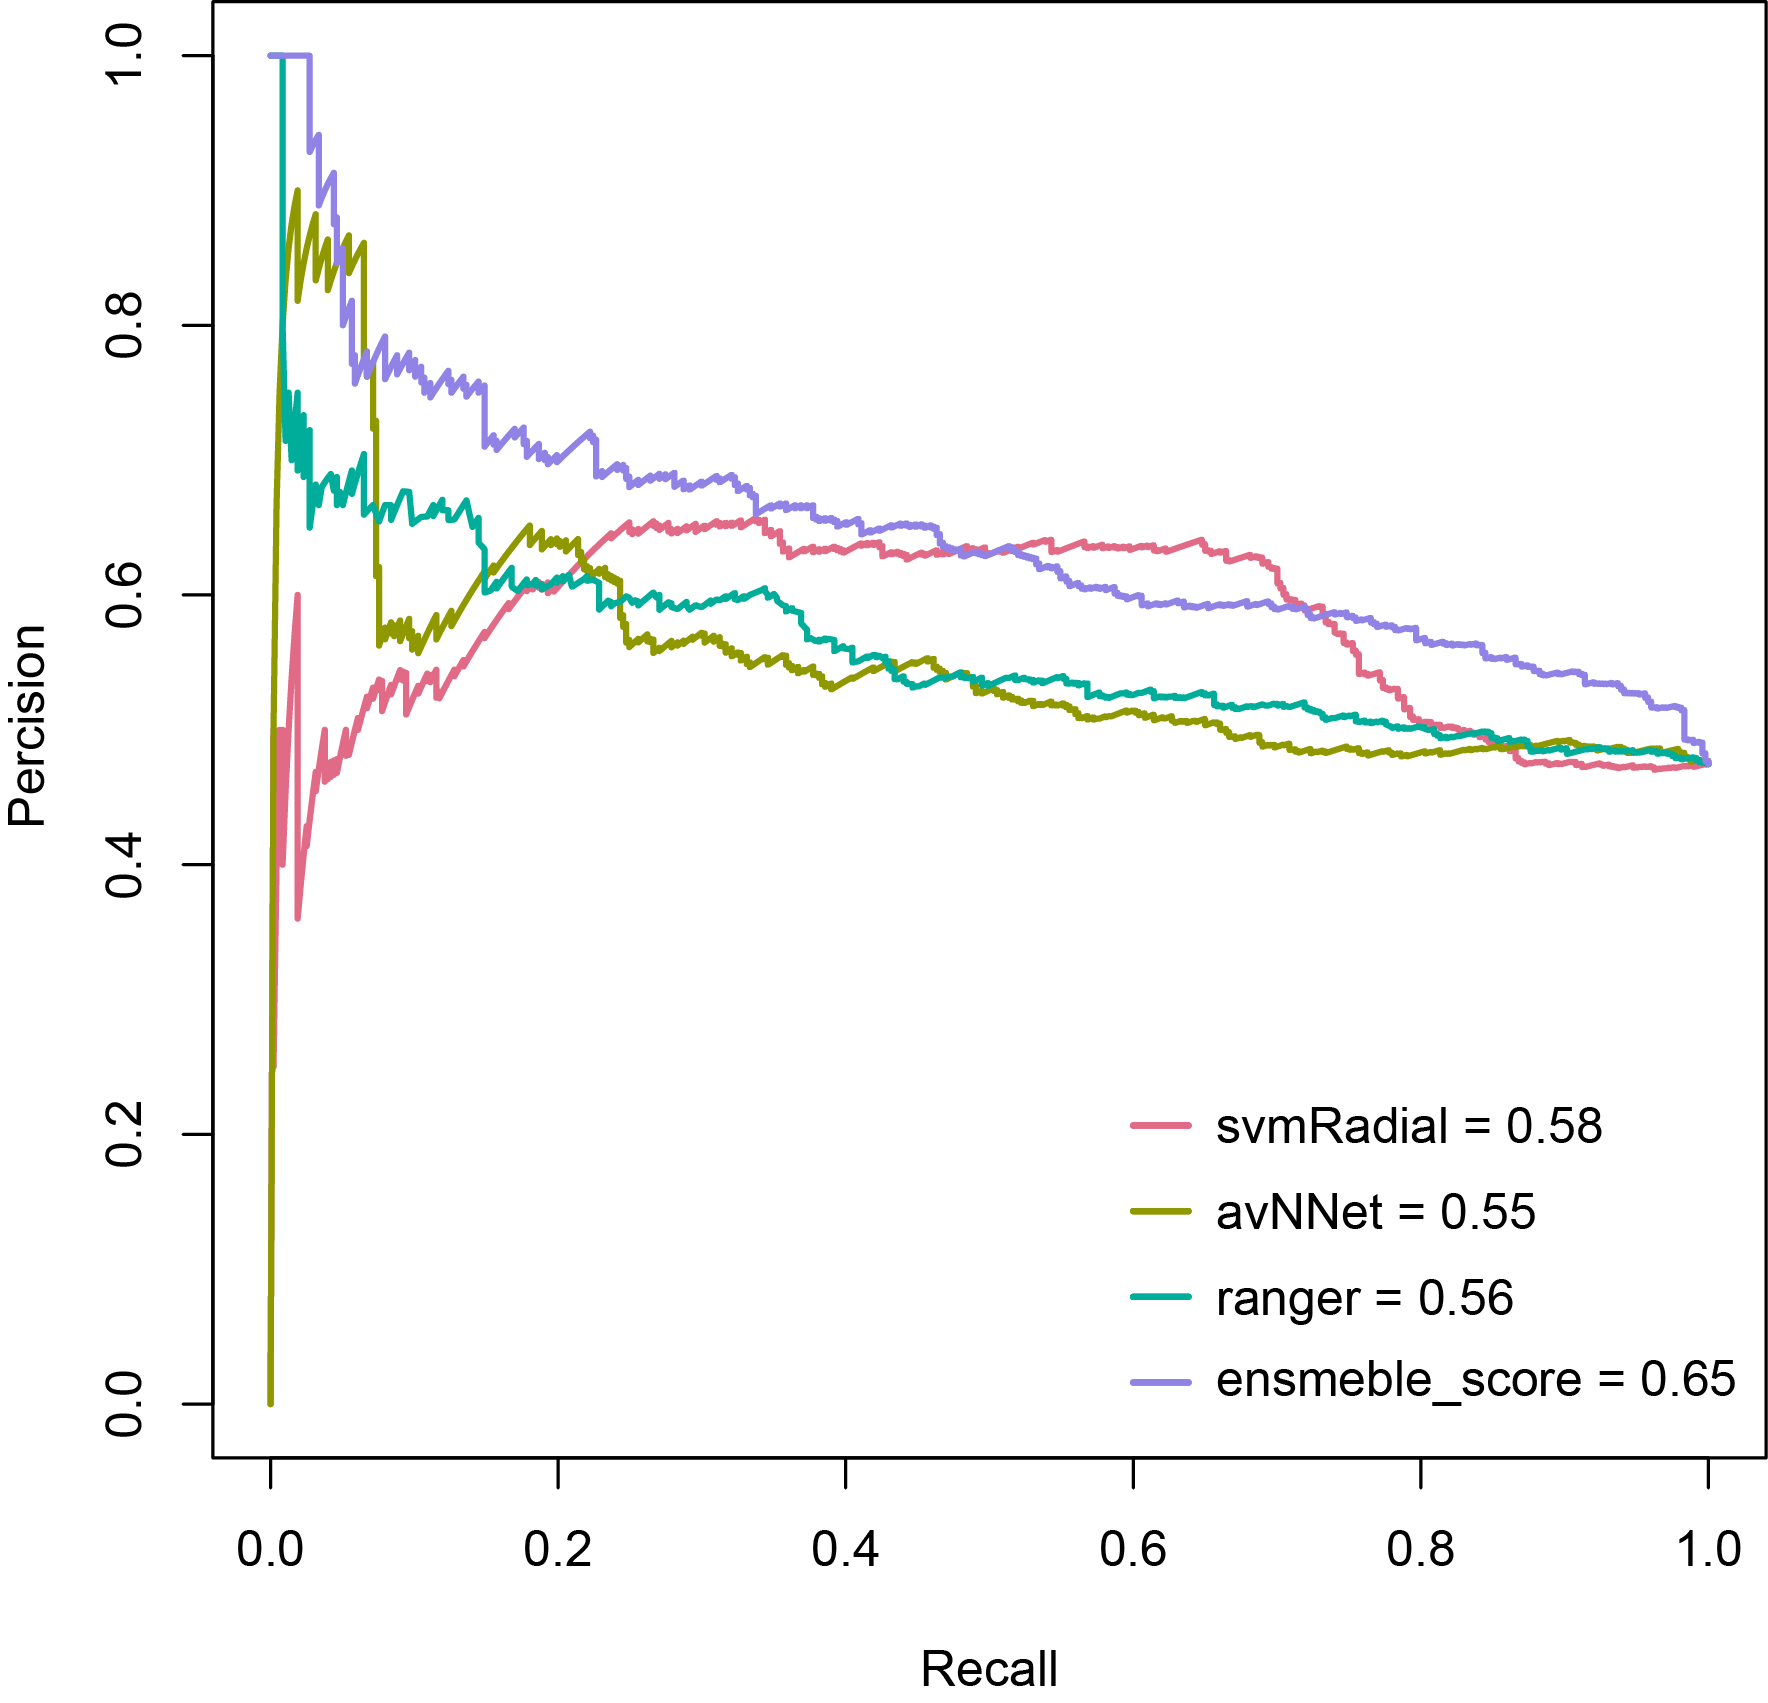 Percision
1.0
0.8
0.6
0.4
0.2
0.0
svmRadial = 0.58
avNNet = 0.55
ranger = 0.56
ensmeble_score = 0.65
0.0 0.2 0.4 0.6 0.8 1.0
Recall